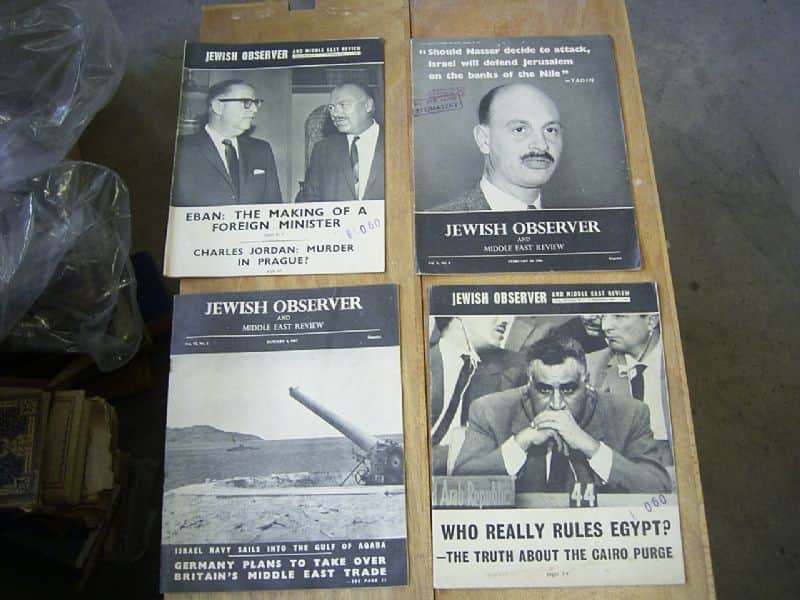 JEWISH OBSERVER AND MIDDLE EAST REVIEW
EBAN: THE MAKING OF A
FOREIGN MINISTER
CHARLES JORDAN: MURDER
IN PRAGUE?
"Should Nasser decide to attack,
Israel will defend Jerusalem
on the banks of the Nile"
—YADIN
JEWISH OBSERVER
AND
MIDDLE EAST REVIEW
JEWISH OBSERVER
AND
MIDDLE EAST REVIEW
ISRAEL NAVY SAILS INTO THE GULF OF AQABA
GERMANY PLANS TO TAKE OVER
BRITAIN'S MIDDLE EAST TRADE
—SEE PAGE
JEWISH OBSERVER AND MIDDLE EAST REVIEW
Arab Republic
44
060
WHO REALLY RULES EGYPT?
—THE TRUTH ABOUT THE CAIRO PURGE